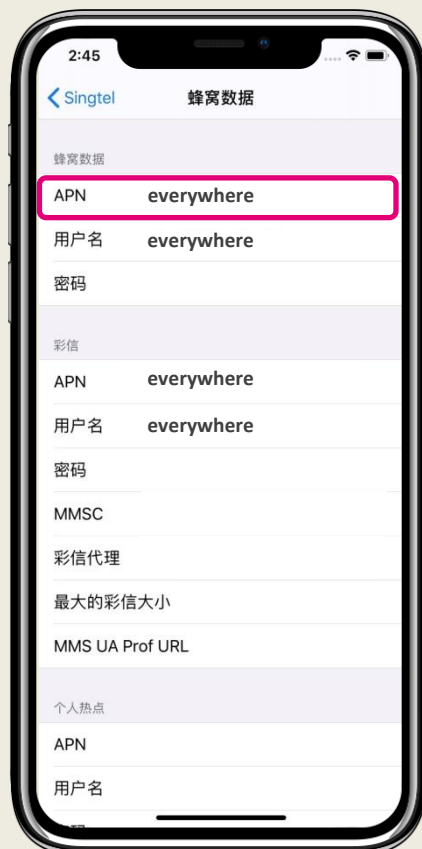 2:45
Singtel 蜂窝数据
蜂窝数据
APN everywhere
用户名 everywhere
密码
彩信
APN everywhere
用户名 everywhere
密码
MMSC
彩信代理
最大的彩信大小
MMS UA Prof URL
个人热点
APN
用户名